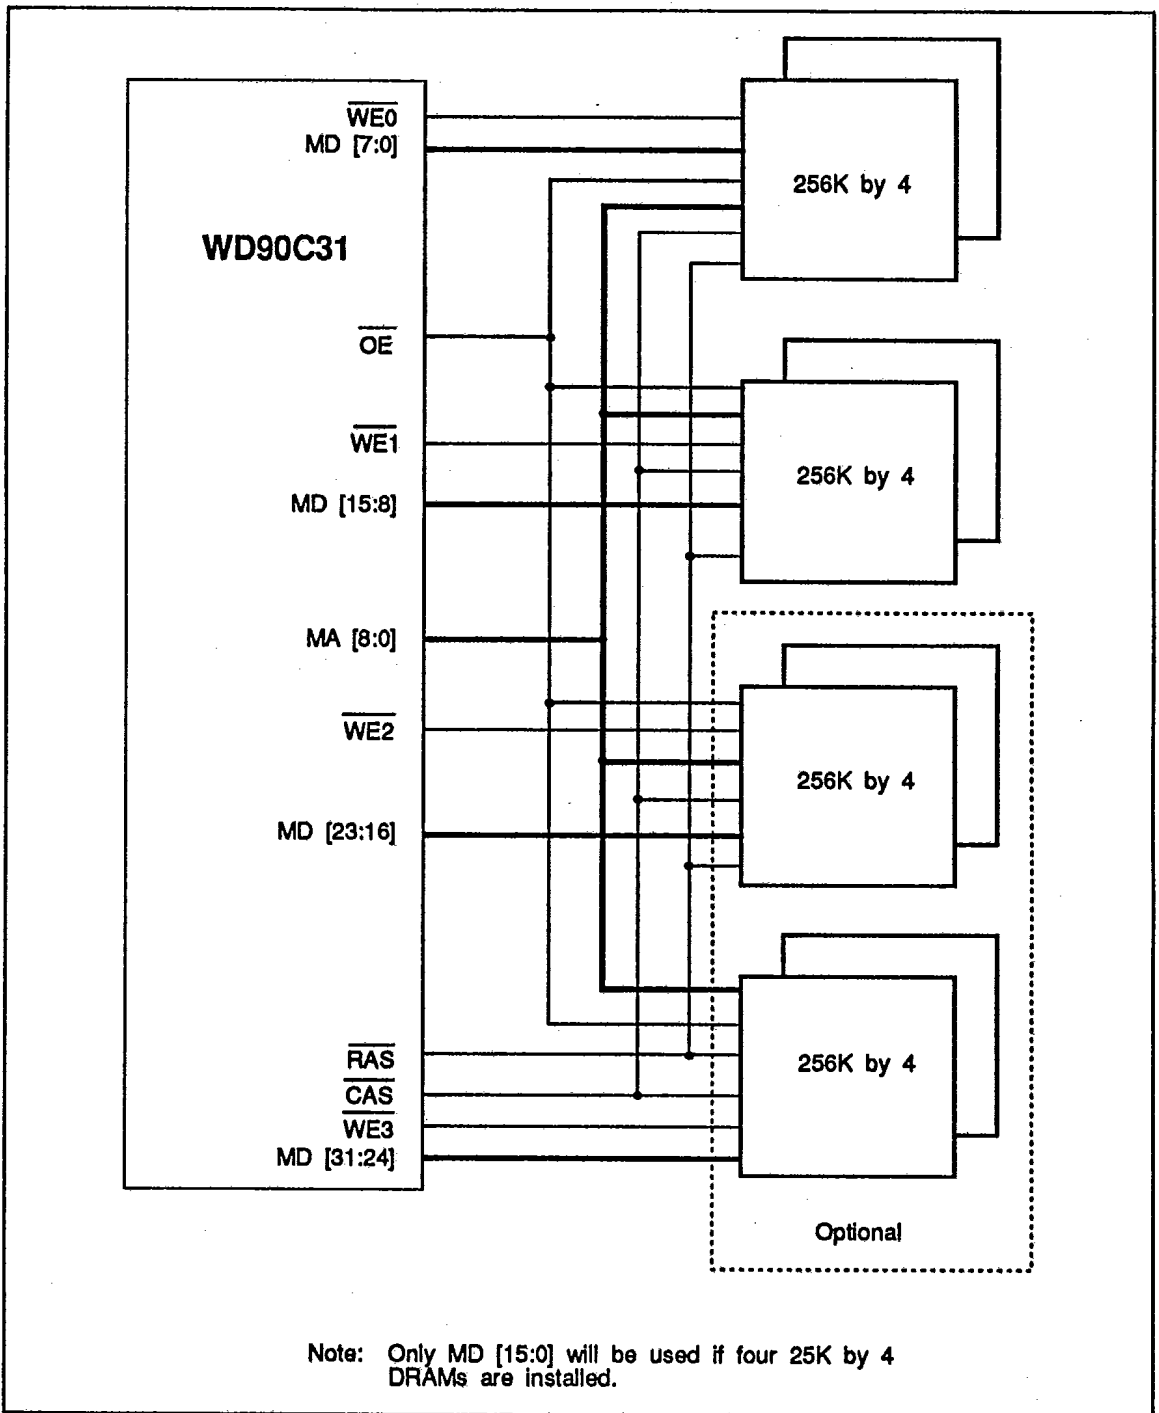 WE0
MD [7:0]
256K by 4
WD90C31
OE
WE1
256K by 4
MD [15:8]
MA [8:0]
WE2
256K by 4
MD [23:16]
RAS
256K by 4
CAS
WE3
MD [31:24]
Optional
Note: Only MD [15:0] will be used if four 25K by 4
DRAMs are installed.